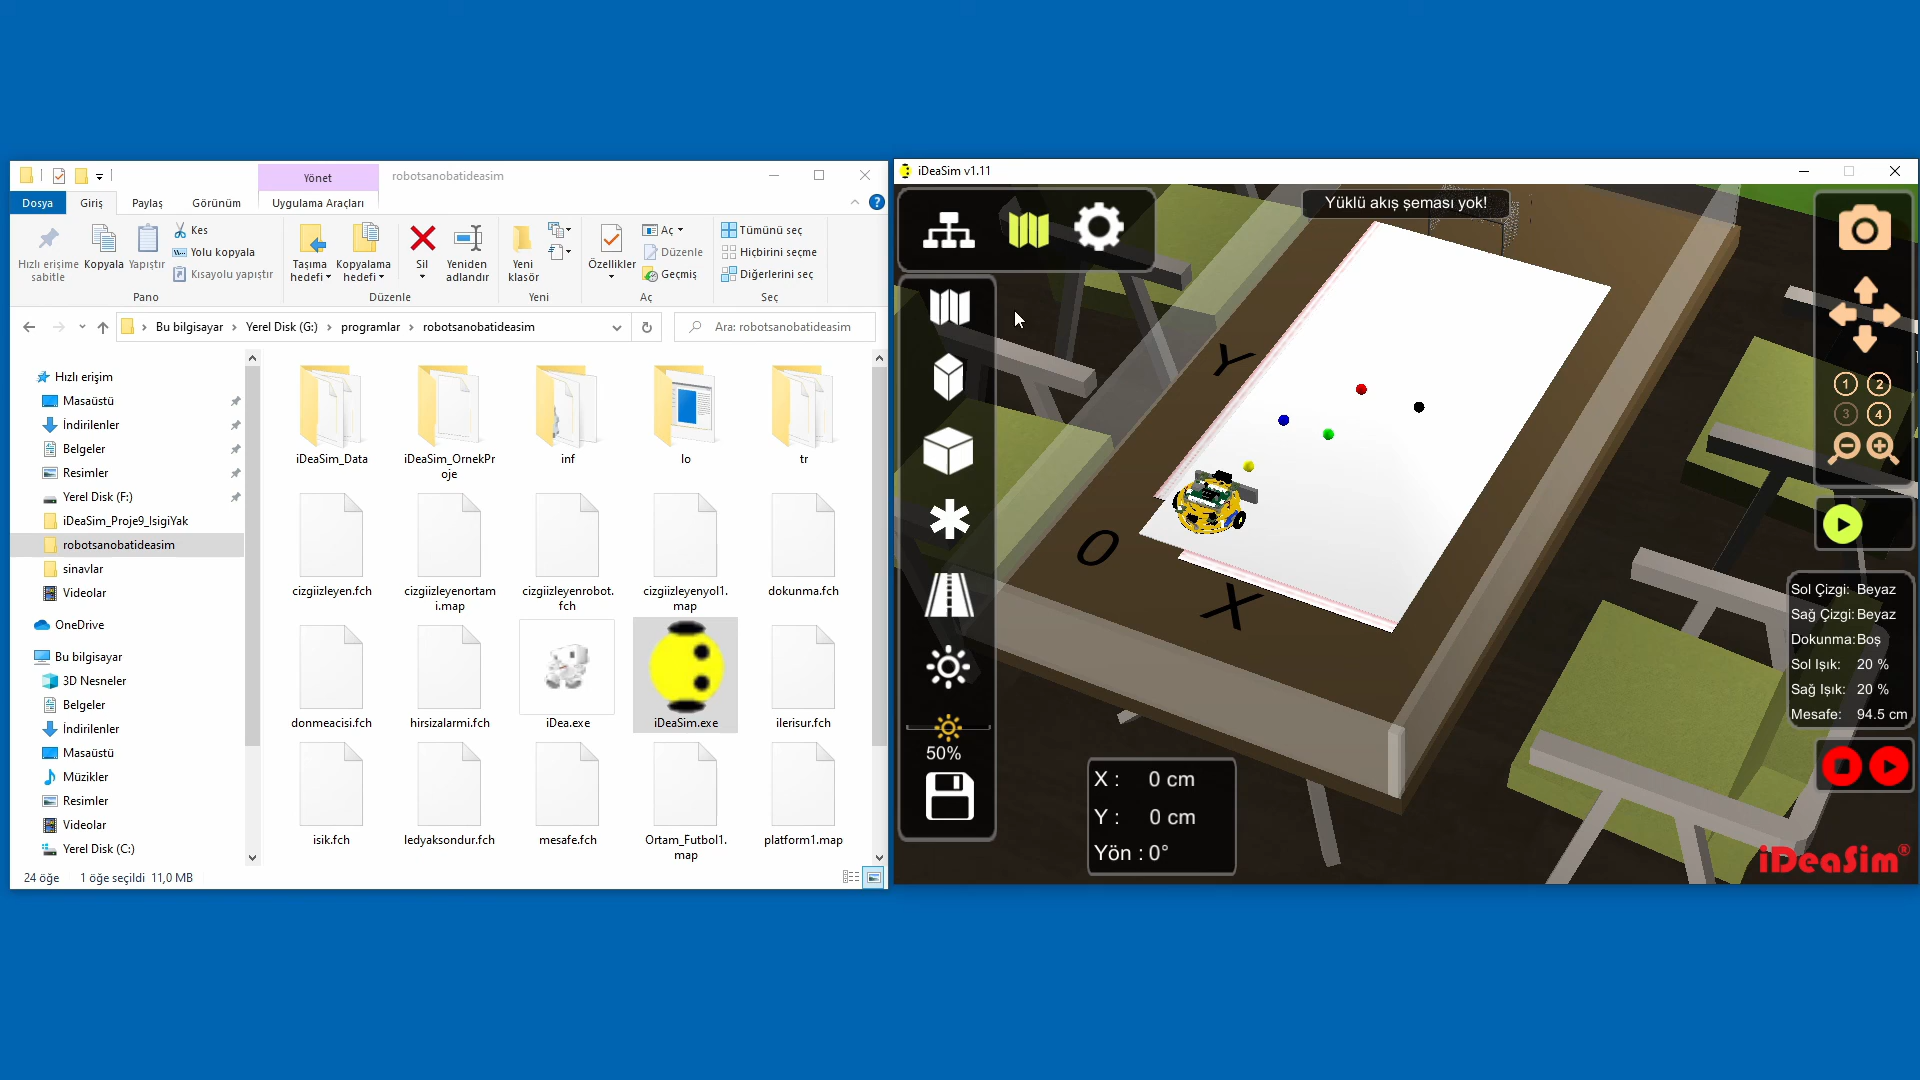 Yönet
robotsanobatideasim
Dosya
Giriş
Paylaş
Görünüm
Uygulama Araçları
Hızlı erişime sabitle
Kopyala
Yapıştır
Kes
Yolu kopyala
Kısayolu yapıştır
Pano
Taşıma hedefi
Kopyalama hedefi
Sil
Yeniden adlandır
Düzenle
Yeni klasör
Yeni
Özellikler
Aç
Düzenle
Geçmiş
Aç
Tümünü seç
Hiçbirini seçme
Diğerlerini seç
Seç
Bu bilgisayar
Yerel Disk (G:)
programlar
robotsanobatideasim
Ara: robotsanobatideasim
Hızlı erişim
Masaüstü
İndirilenler
Belgeler
Resimler
Yerel Disk (F:)
iDeaSim_Proje9_IsigiYak
robotsanobatideasim
sinavlar
Videolar
OneDrive
Bu bilgisayar
3D Nesneler
Belgeler
İndirilenler
Masaüstü
Müzikler
Resimler
Videolar
Yerel Disk (C:)
iDeaSim_Data
iDeaSim_OrnekPr
oje
inf
lo
tr
cizgiizleyen.fch
cizgiizleyenortam
i.map
cizgiizleyenrobot.
fch
cizgiizleyenyol1.
map
dokunma.fch
donmeacisi.fch
hirsizalarmi.fch
iDea.exe
iDeaSim.exe
ilerisur.fch
isik.fch
ledyaksondur.fch
mesafe.fch
Ortam_Futbol1.
map
platform1.map
24 öğe
1 öğe seçildi 11,0 MB
iDeaSim v1.11
Yüklü akış şeması yok!
Y
O
X
50%
X : 0 cm
Y : 0 cm
Yön : 0°
1 2
3 4
Sol Çizgi: Beyaz
Sağ Çizgi: Beyaz
Dokunma: Boş
Sol Işık: 20 %
Sağ Işık: 20 %
Mesafe: 94.5 cm
iDeaSim®